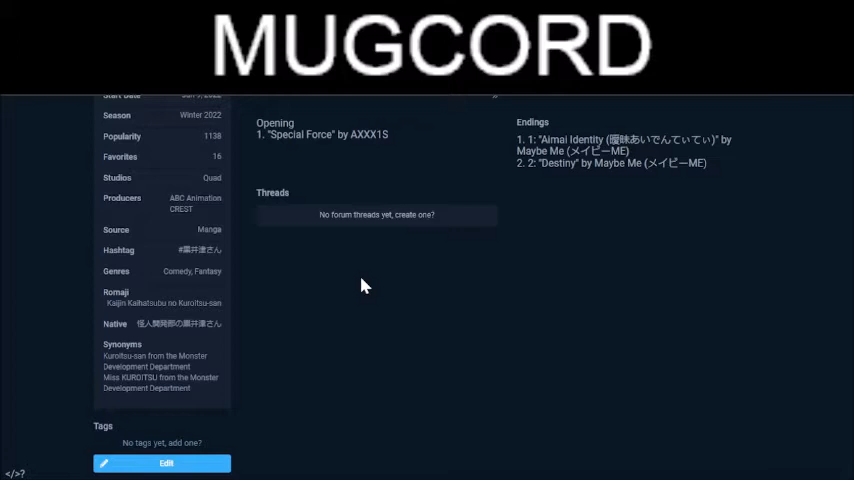 MUGCORD
Season Winter 2022
Popularity 1138
Favorites 16
Studios Quad
Producers ABC Animation
CREST
Source Manga
Hashtag #黒井津さん
Genres Comedy, Fantasy
Romaji
Kaijin Kaihatsubu no Kuroitsu-san
Native 怪人開発部の黒井津さん
Synonyms
Kuroitsu-san from the Monster
Development Department
Miss KUROITSU from the Monster
Development Department
Tags
No tags yet, add one?
Edit
</>?
Opening
1. "Special Force" by AXXX1S
Threads
No forum threads yet, create one?
Endings
1. 1: "Aimai Identity (曖昧あいでんてぃてぃ)" by
Maybe Me (メイビーME)
2. 2: "Destiny" by Maybe Me (メイビーME)